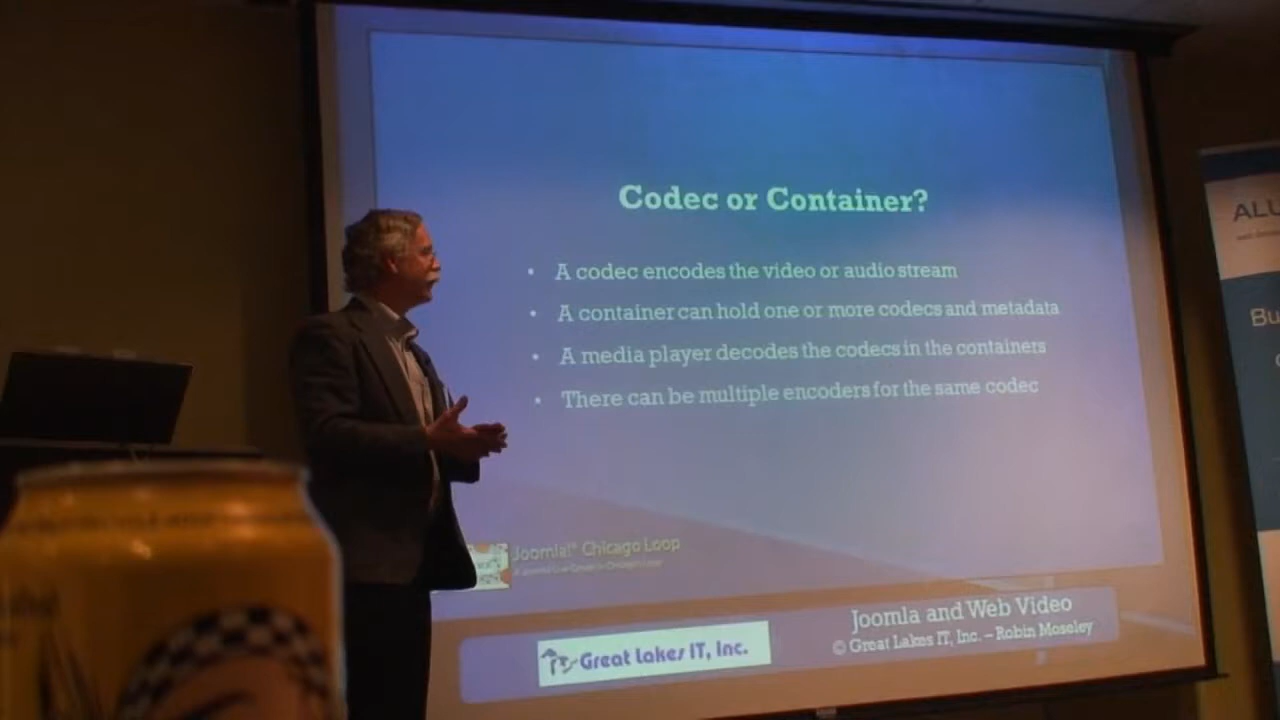 Codec or Container?
• A codec encodes the video or audio stream
• A container can hold one or more codecs and metadata
• A media player decodes the codecs in the containers
• There can be multiple encoders for the same codec
Joomla!® Chicago Loop
Great Lakes IT, Inc.
Joomla and Web Video
© Great Lakes IT, Inc. – Robin Moseley
ALL
Bu